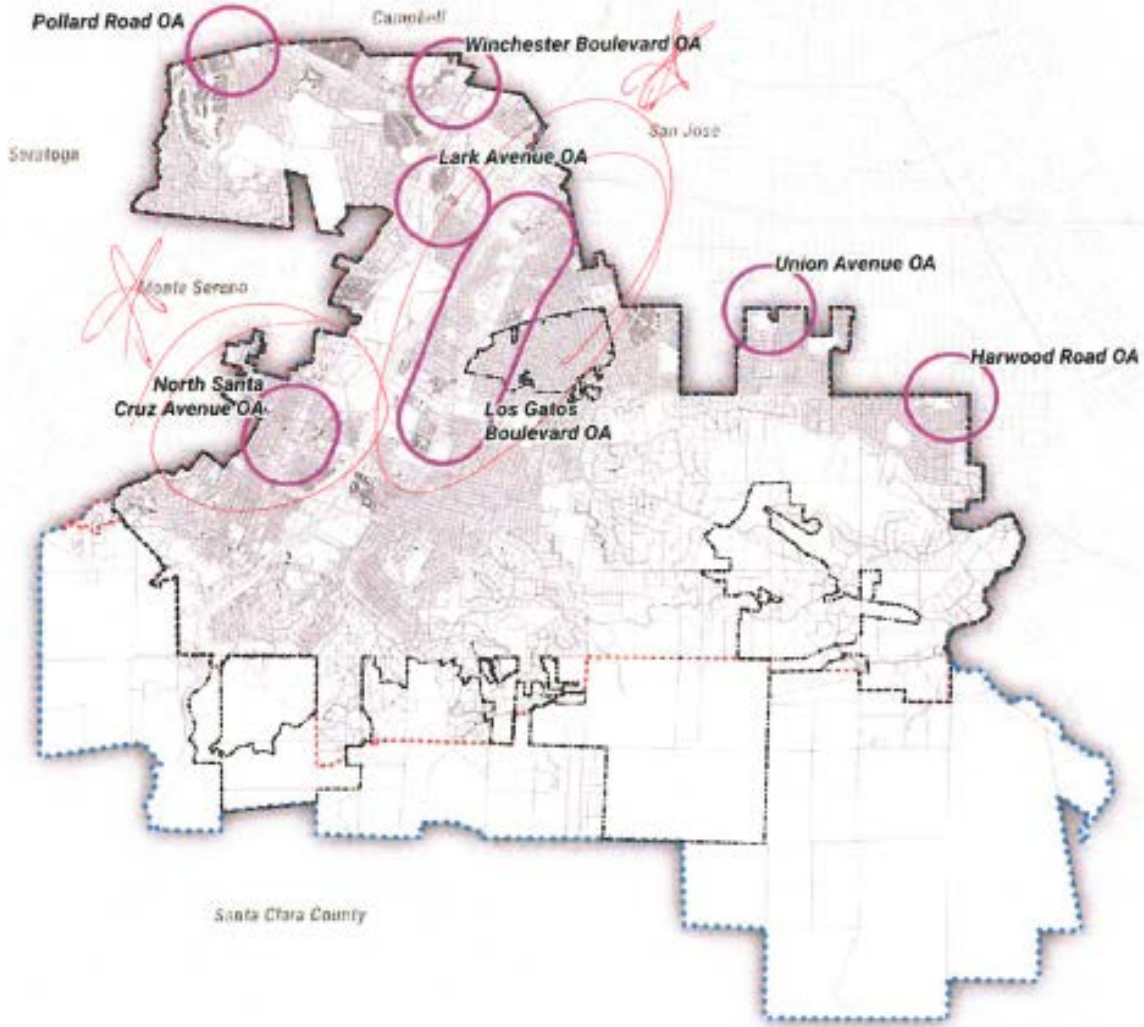 Pollard Road OA
Campbell
Winchester Boulevard OA
San Jose
Saratoga
Lark Avenue OA
Union Avenue OA
Monte Sereno
Harwood Road OA
North Santa
Cruz Avenue OA
Los Gatos
Boulevard OA
Santa Clara County